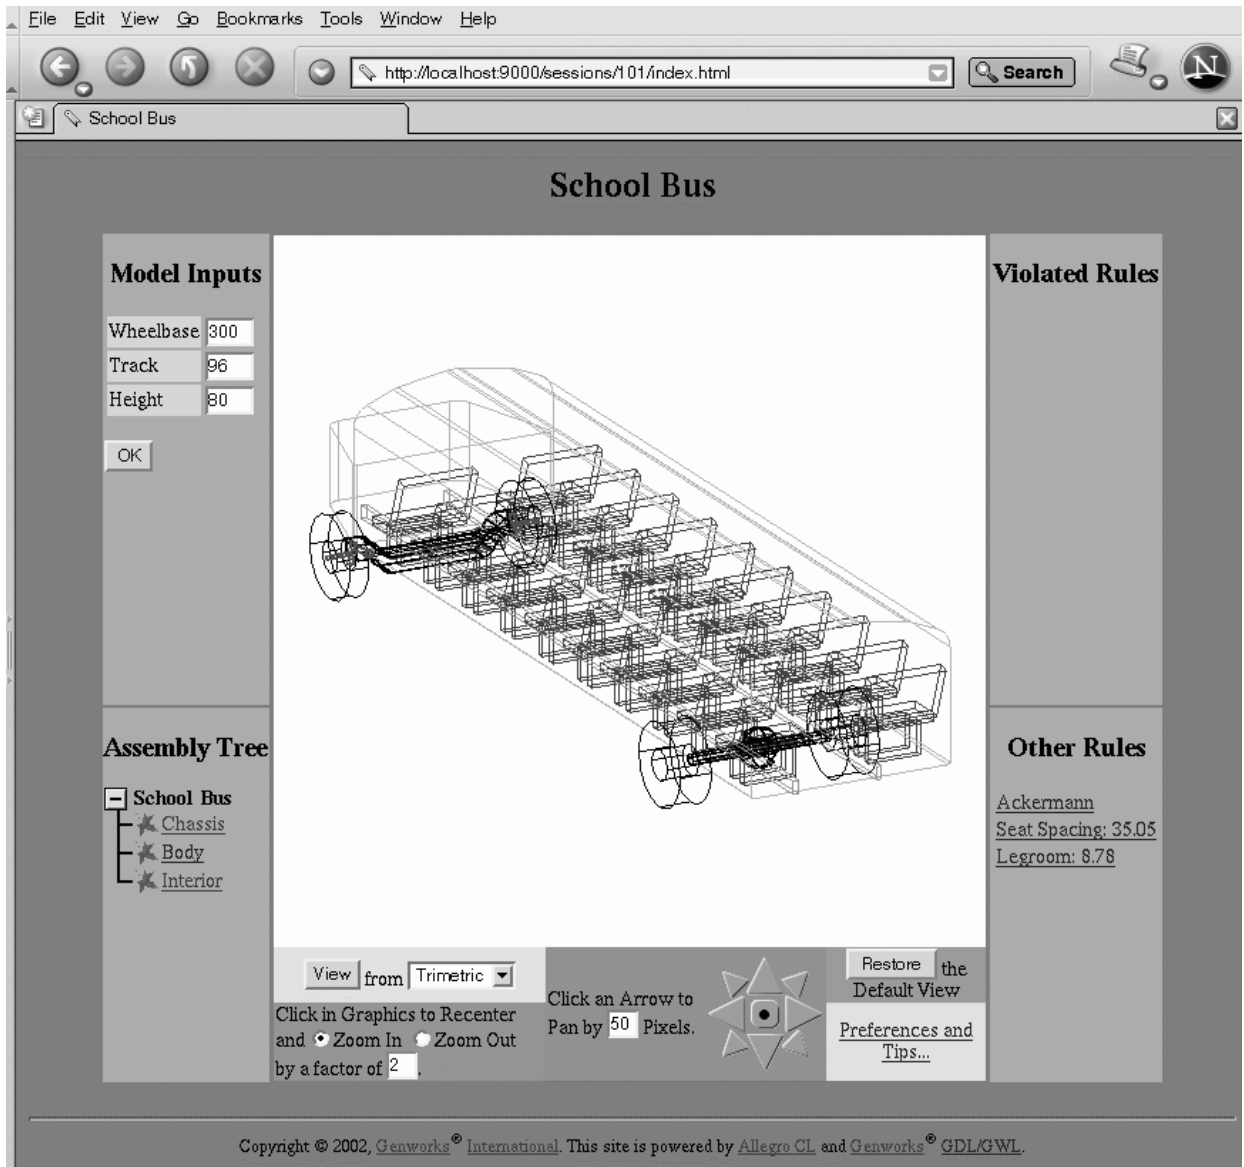 File Edit View Go Bookmarks Tools Window Help
http://localhost:9000/sessions/101/index.html
Search
N
School Bus
School Bus
Model Inputs
Wheelbase 300
Track 96
Height 80
OK
Violated Rules
Assembly Tree
School Bus
Chassis
Body
Interior
Other Rules
Ackermann
Seat Spacing: 35.05
Legroom: 8.78
View from Trimetric
Click in Graphics to Recenter
and Zoom In Zoom Out
by a factor of 2.
Click an Arrow to
Pan by 50 Pixels.
Restore the
Default View
Preferences and
Tips...
Copyright © 2002, Genworks® International. This site is powered by Allegro CL and Genworks® GDL/GWL.